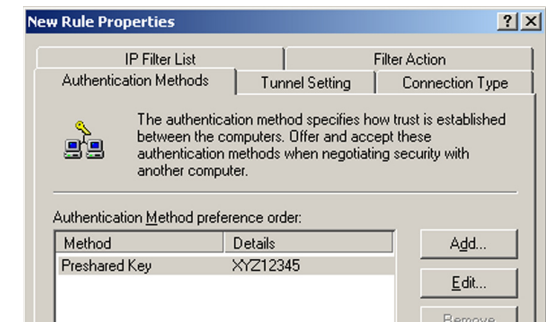 New Rule Properties
IP Filter List
Filter Action
Authentication Methods
Tunnel Setting
Connection Type
The authentication method specifies how trust is established
between the computers. Offer and accept these
authentication methods when negotiating security with
another computer.
Authentication Method preference order:
Method Details
Add...
Preshared Key XYZ12345
Edit...
Remove